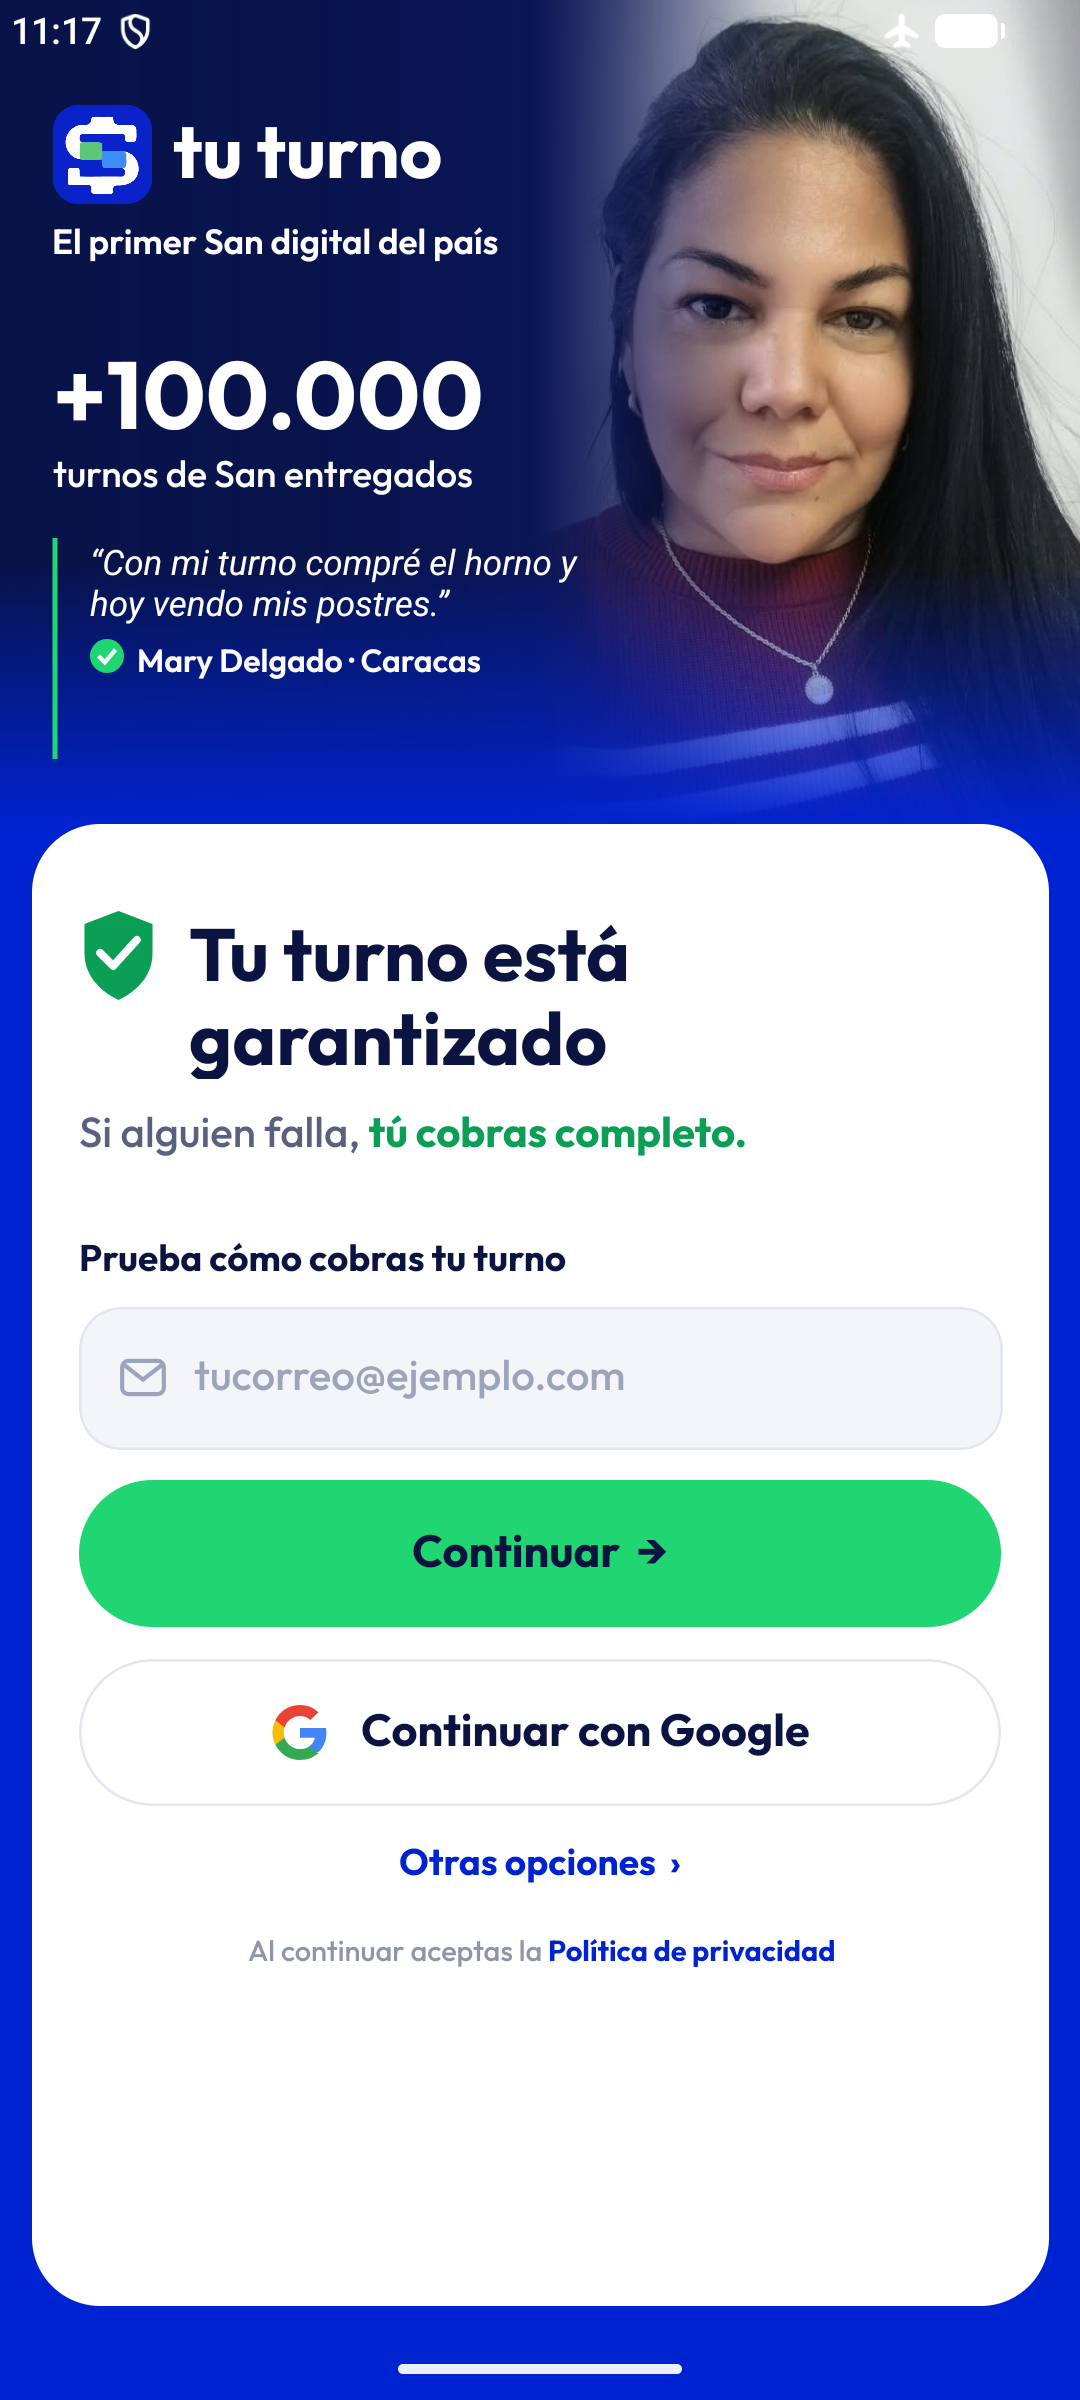 11:17
tu turno
El primer San digital del país
+100.000
turnos de San entregados
“Con mi turno compré el horno y
hoy vendo mis postres.”
Mary Delgado · Caracas
Tu turno está
garantizado
Si alguien falla, tú cobras completo.
Prueba cómo cobras tu turno
tucorreo@ejemplo.com
Continuar →
Continuar con Google
Otras opciones ›
Al continuar aceptas la Política de privacidad